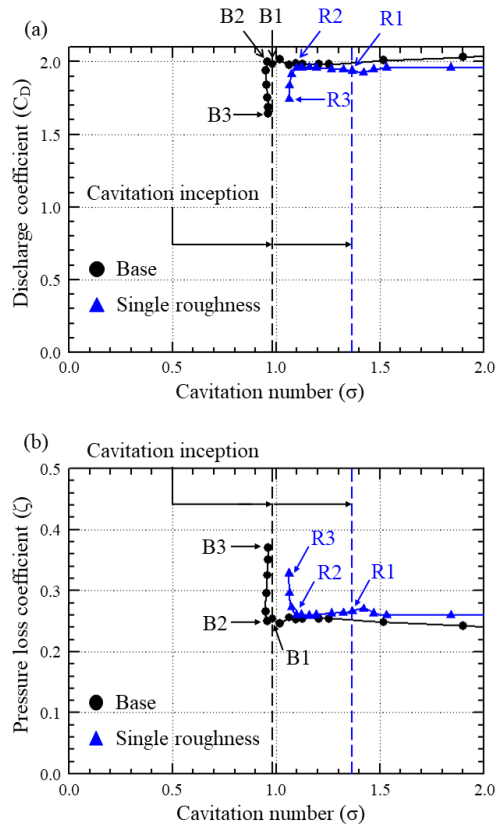 (a)
B2 B1
R2
R1
2.0
B3
R3
1.5
Cavitation inception
1.0
Base
0.5
Single roughness
0.0
Discharge coefficient (C_D)
0.0 0.5 1.0 1.5 2.0
Cavitation number (σ)
(b)
Cavitation inception
0.5
0.4
B3
R3
R2
R1
0.3
B2
B1
0.2
Base
0.1
Single roughness
0.0
Pressure loss coefficient (ζ)
0.0 0.5 1.0 1.5 2.0
Cavitation number (σ)